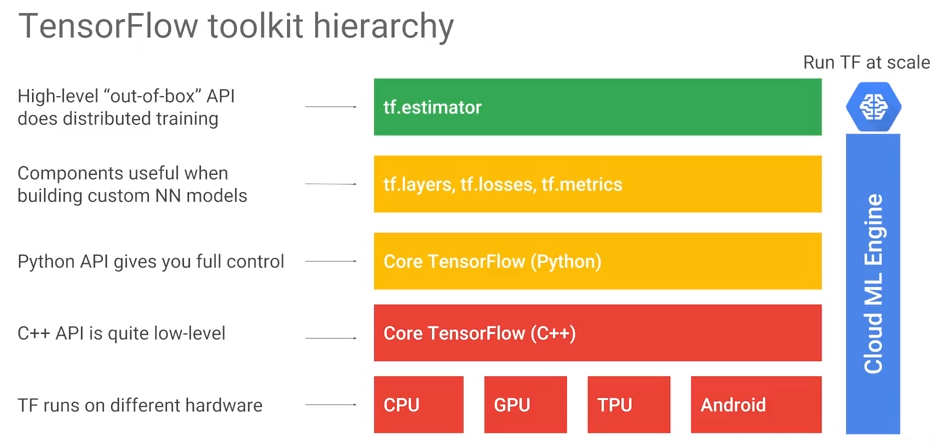 TensorFlow toolkit hierarchy
Run TF at scale
High-level “out-of-box” API
does distributed training
tf.estimator
Components useful when
building custom NN models
tf.layers, tf.losses, tf.metrics
Python API gives you full control
Core TensorFlow (Python)
C++ API is quite low-level
Core TensorFlow (C++)
TF runs on different hardware
CPU
GPU
TPU
Android
Cloud ML Engine